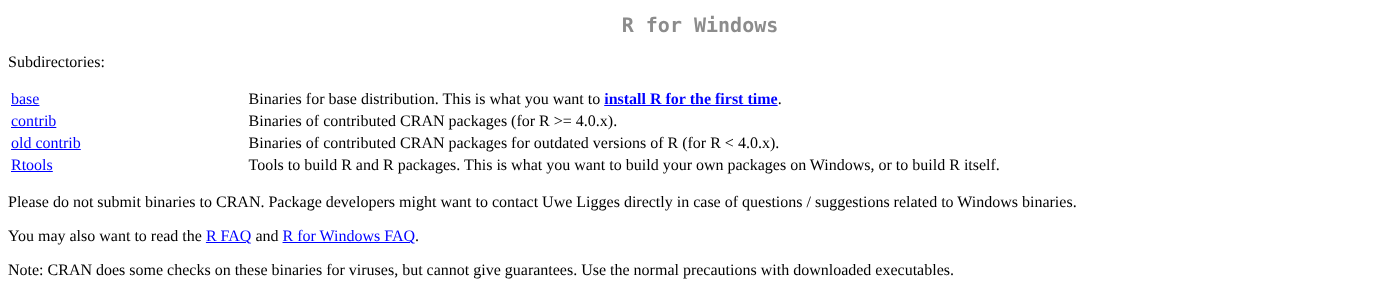 R for Windows
Subdirectories:
base Binaries for base distribution. This is what you want to install R for the first time.
contrib Binaries of contributed CRAN packages (for R >= 4.0.x).
old contrib Binaries of contributed CRAN packages for outdated versions of R (for R < 4.0.x).
Rtools Tools to build R and R packages. This is what you want to build your own packages on Windows, or to build R itself.
Please do not submit binaries to CRAN. Package developers might want to contact Uwe Ligges directly in case of questions / suggestions related to Windows binaries.
You may also want to read the R FAQ and R for Windows FAQ.
Note: CRAN does some checks on these binaries for viruses, but cannot give guarantees. Use the normal precautions with downloaded executables.